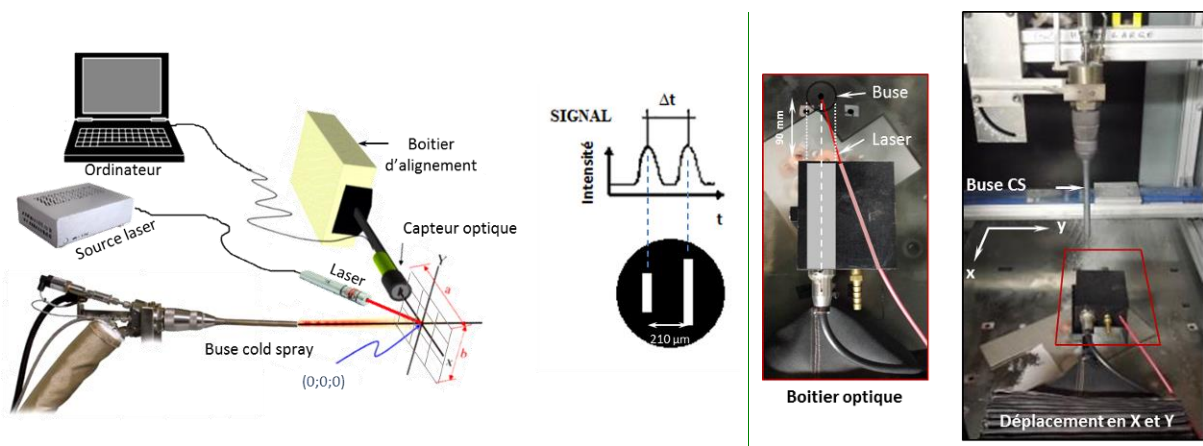 Ordinateur
Source laser
Boitier
d'alignement
Capteur optique
Laser
Buse cold spray
(0;0;0)
Y
a
x
b
SIGNAL
Δt
Intensité
t
210 µm
Buse
Laser
90 mm
Boitier optique
Buse CS
y
x
Déplacement en X et Y